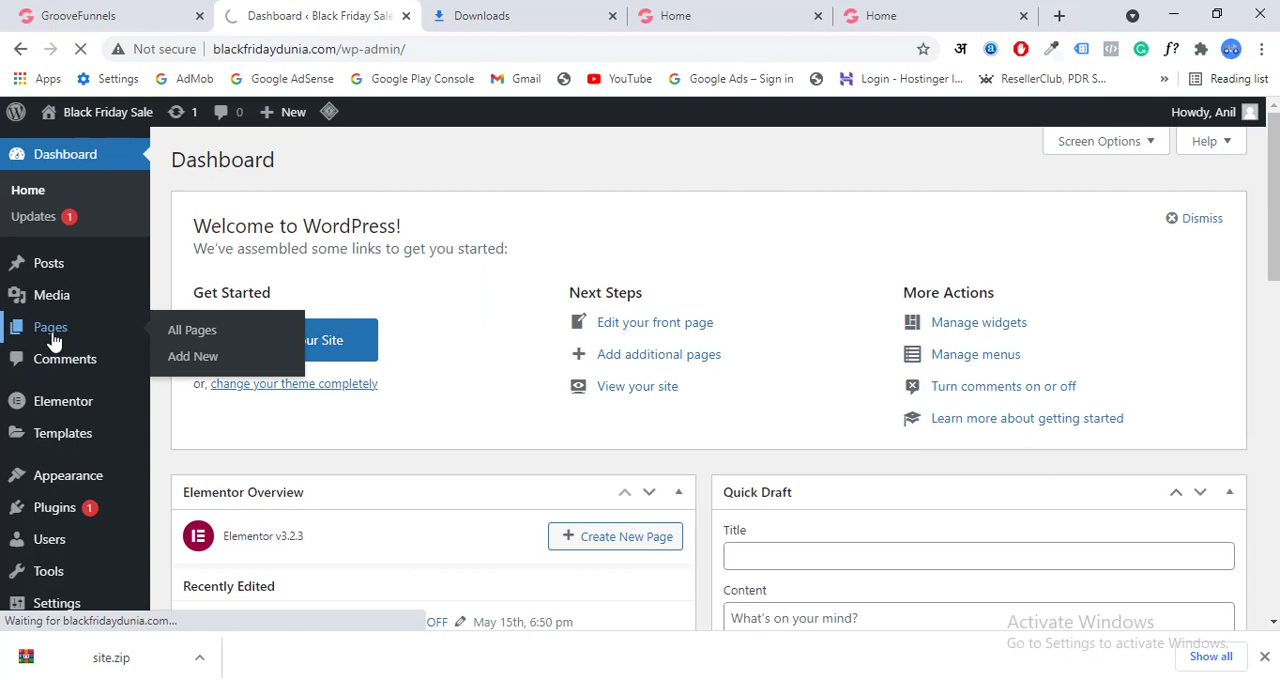 GrooveFunnels
Dashboard ‹ Black Friday Sale
Downloads
Home
Home
Not secure
blackfridaydunia.com/wp-admin/
अ
a
f?
Apps
Settings
AdMob
Google AdSense
Google Play Console
Gmail
YouTube
Google Ads – Sign in
Login - Hostinger I...
ResellerClub, PDR S...
»
Reading list
Black Friday Sale
1
0
New
Howdy, Anil
Dashboard
Home
Updates 1
Posts
Media
Pages
Comments
Elementor
Templates
Appearance
Plugins 1
Users
Tools
Settings
All Pages
Add New
Dashboard
Screen Options
Help
Welcome to WordPress!
We've assembled some links to get you started:
Dismiss
Get Started
our Site
or, change your theme completely
Next Steps
Edit your front page
Add additional pages
View your site
More Actions
Manage widgets
Manage menus
Turn comments on or off
Learn more about getting started
Elementor Overview
Elementor v3.2.3
Create New Page
Recently Edited
OFF
May 15th, 6:50 pm
Quick Draft
Title
Content
What's on your mind?
Waiting for blackfridaydunia.com...
Activate Windows
Go to Settings to activate Windows.
site.zip
Show all